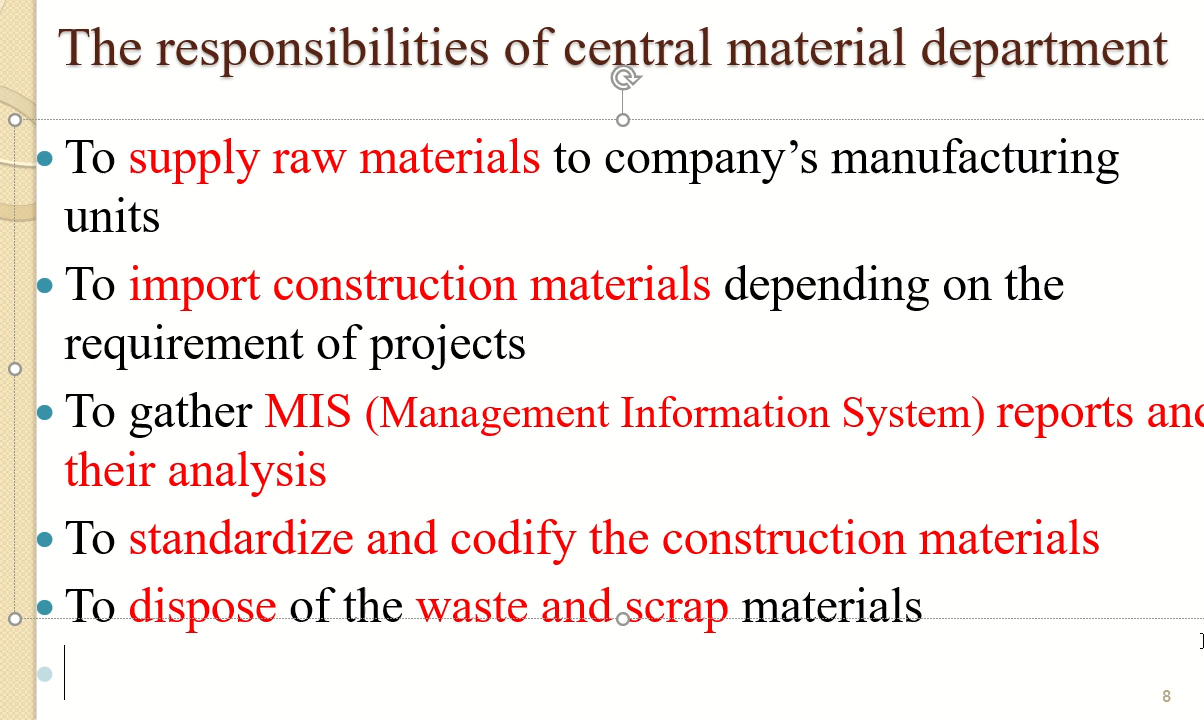 The responsibilities of central material department
• To supply raw materials to company’s manufacturing
units
• To import construction materials depending on the
requirement of projects
• To gather MIS (Management Information System) reports and
their analysis
• To standardize and codify the construction materials
• To dispose of the waste and scrap materials
8